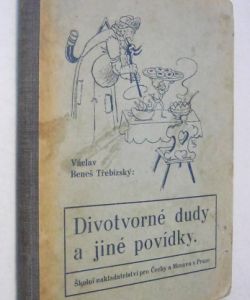 Václav
Beneš Třebízský:
Divotvorné dudy
a jiné povídky.
Školní nakladatelství pro Čechy a Moravu v Praze